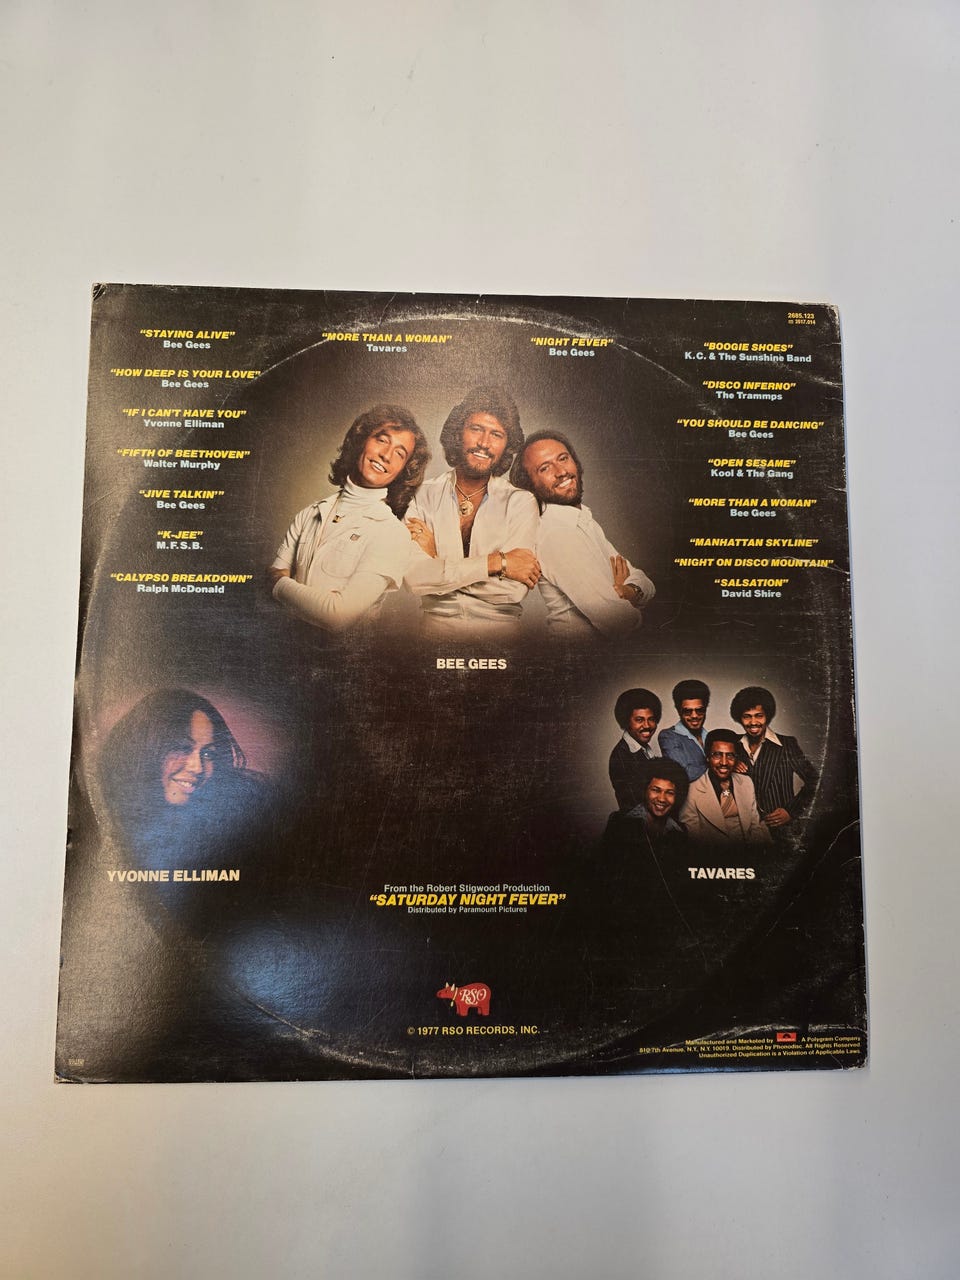 2685.123
m 2017.014
"STAYING ALIVE"
Bee Gees
"HOW DEEP IS YOUR LOVE"
Bee Gees
"IF I CAN'T HAVE YOU"
Yvonne Elliman
"FIFTH OF BEETHOVEN"
Walter Murphy
"JIVE TALKIN'"
Bee Gees
"K-JEE"
M.F.S.B.
"CALYPSO BREAKDOWN"
Ralph McDonald
"MORE THAN A WOMAN"
Tavares
"NIGHT FEVER"
Bee Gees
"BOOGIE SHOES"
K.C. & The Sunshine Band
"DISCO INFERNO"
The Trammps
"YOU SHOULD BE DANCING"
Bee Gees
"OPEN SESAME"
Kool & The Gang
"MORE THAN A WOMAN"
Bee Gees
"MANHATTAN SKYLINE"
"NIGHT ON DISCO MOUNTAIN"
"SALSATION"
David Shire
BEE GEES
YVONNE ELLIMAN
TAVARES
From the Robert Stigwood Production
"SATURDAY NIGHT FEVER"
Distributed by Paramount Pictures
RSO
© 1977 RSO RECORDS, INC.
Manufactured and Marketed by A Polygram Company
810 7th Avenue, N.Y., N.Y. 10019. Distributed by Phonodisc. All Rights Reserved.
Unauthorized Duplication is a Violation of Applicable Laws